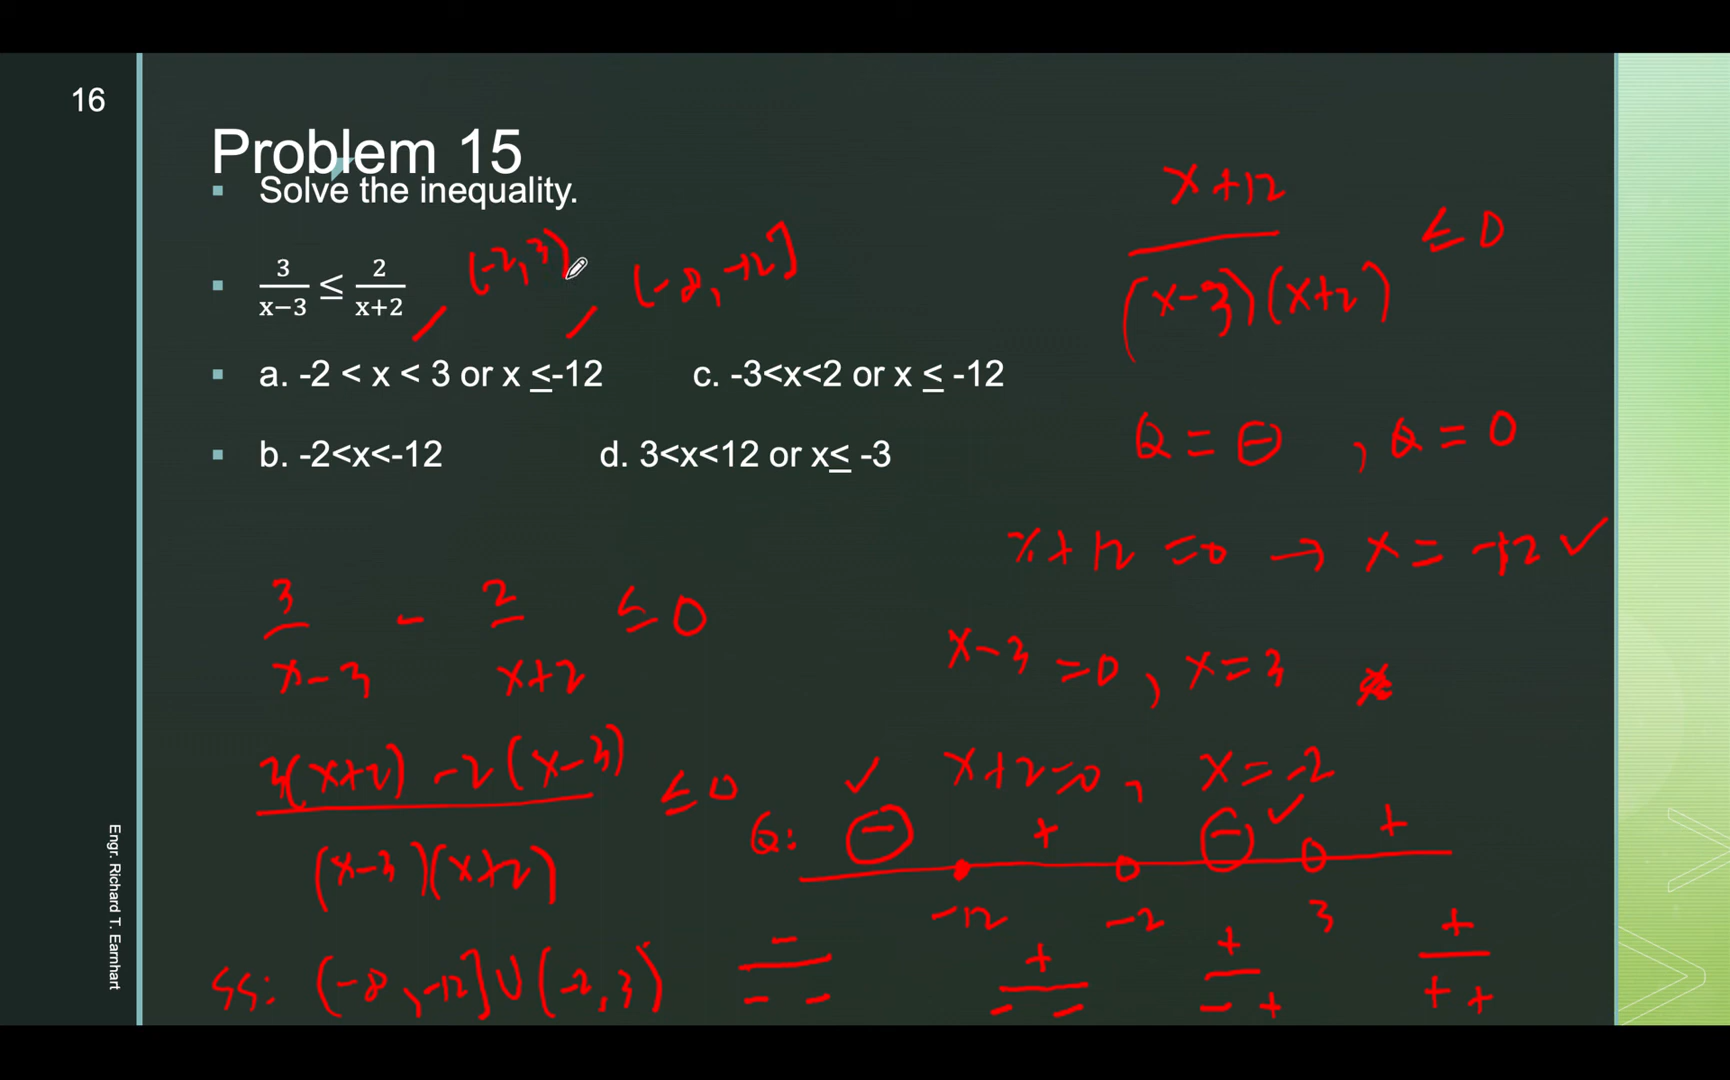 16
Problem 15
Solve the inequality.
3/(x−3) ≤ 2/(x+2)
(-2, 3)
(-8, -12]
a. -2 < x < 3 or x ≤-12
c. -3<x<2 or x ≤ -12
b. -2<x<-12
d. 3<x<12 or x≤ -3
3/(x-3) - 2/(x+2) ≤ 0
(3(x+2) -2(x-3))/((x-3)(x+2)) ≤ 0
SS: (-8, -12] U (-2, 3)
(x+12)/((x-3)(x+2)) ≤ 0
Q = ⊖ , Q = 0
x+12 =0 → x = -12 ✓
x-3 =0, x=3
x+2=0, x=-2
Q: ⊖ ✓ + ⊖ ✓ +
-12 -2 3
-/- - +/- - +/- + +/+ +
Engr. Richard T. Earnhart